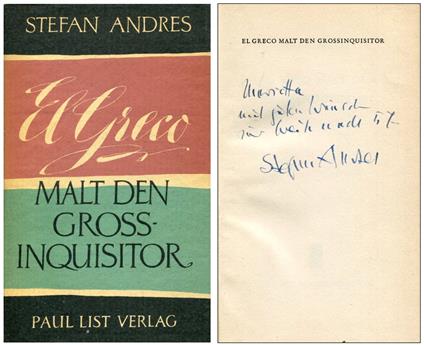 STEFAN ANDRES
El Greco
MALT DEN
GROSS-
INQUISITOR
PAUL LIST VERLAG
EL GRECO MALT DEN GROSSINQUISITOR
Marietta
mit guten Wünschen
zur Weihnacht 57
Stefan Andres